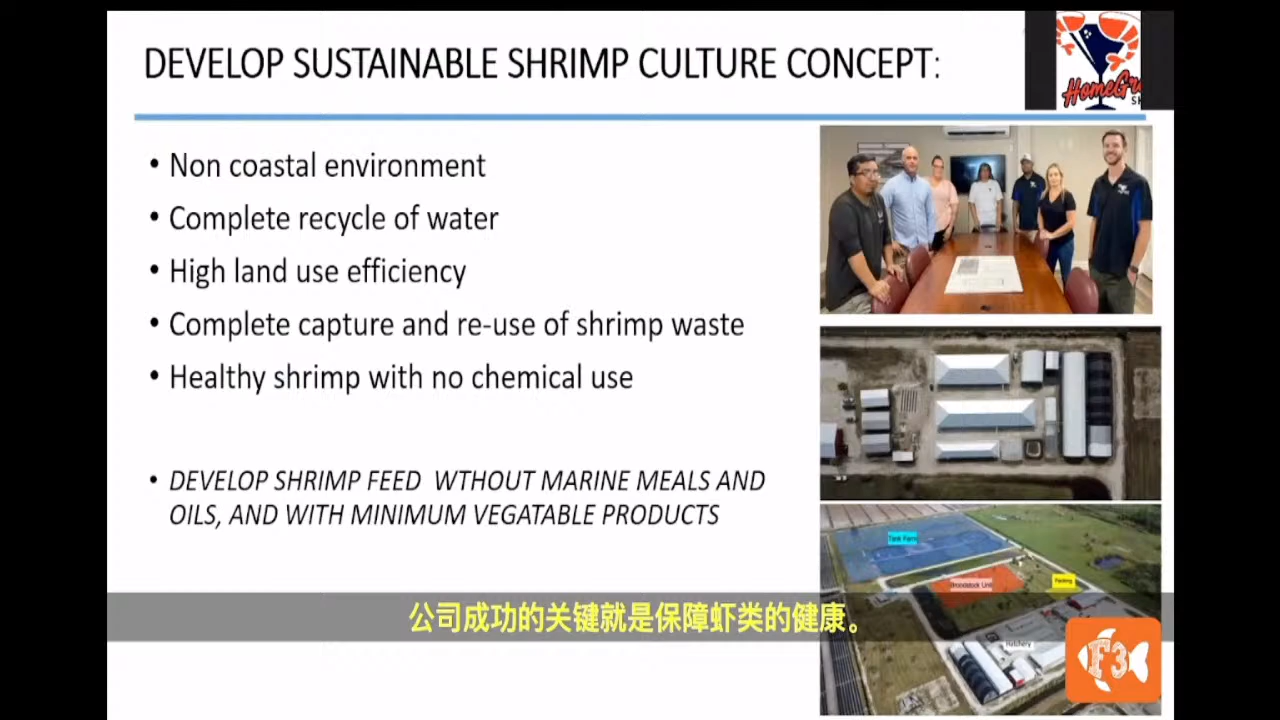 DEVELOP SUSTAINABLE SHRIMP CULTURE CONCEPT:
• Non coastal environment
• Complete recycle of water
• High land use efficiency
• Complete capture and re-use of shrimp waste
• Healthy shrimp with no chemical use
• DEVELOP SHRIMP FEED WTHOUT MARINE MEALS AND
OILS, AND WITH MINIMUM VEGATABLE PRODUCTS
Tank Farm
Broodstock Unit
Parking
Hatchery
公司成功的关键就是保障虾类的健康。
F3